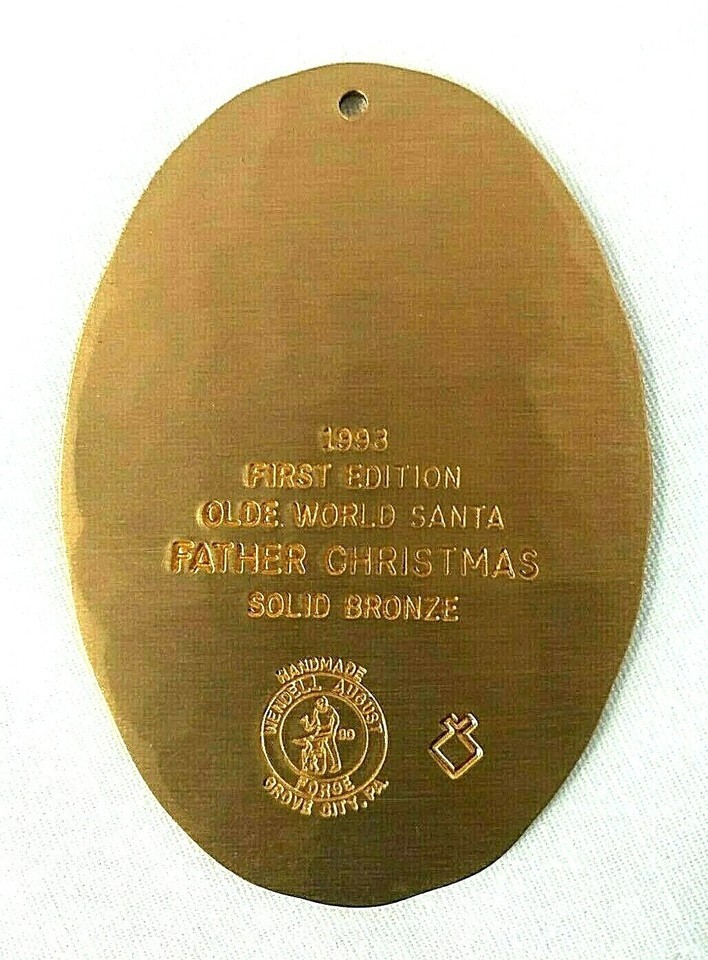 1993
FIRST EDITION
OLDE WORLD SANTA
FATHER CHRISTMAS
SOLID BRONZE
HANDMADE
WENDELL AUGUST
FORGE
GROVE CITY, PA.